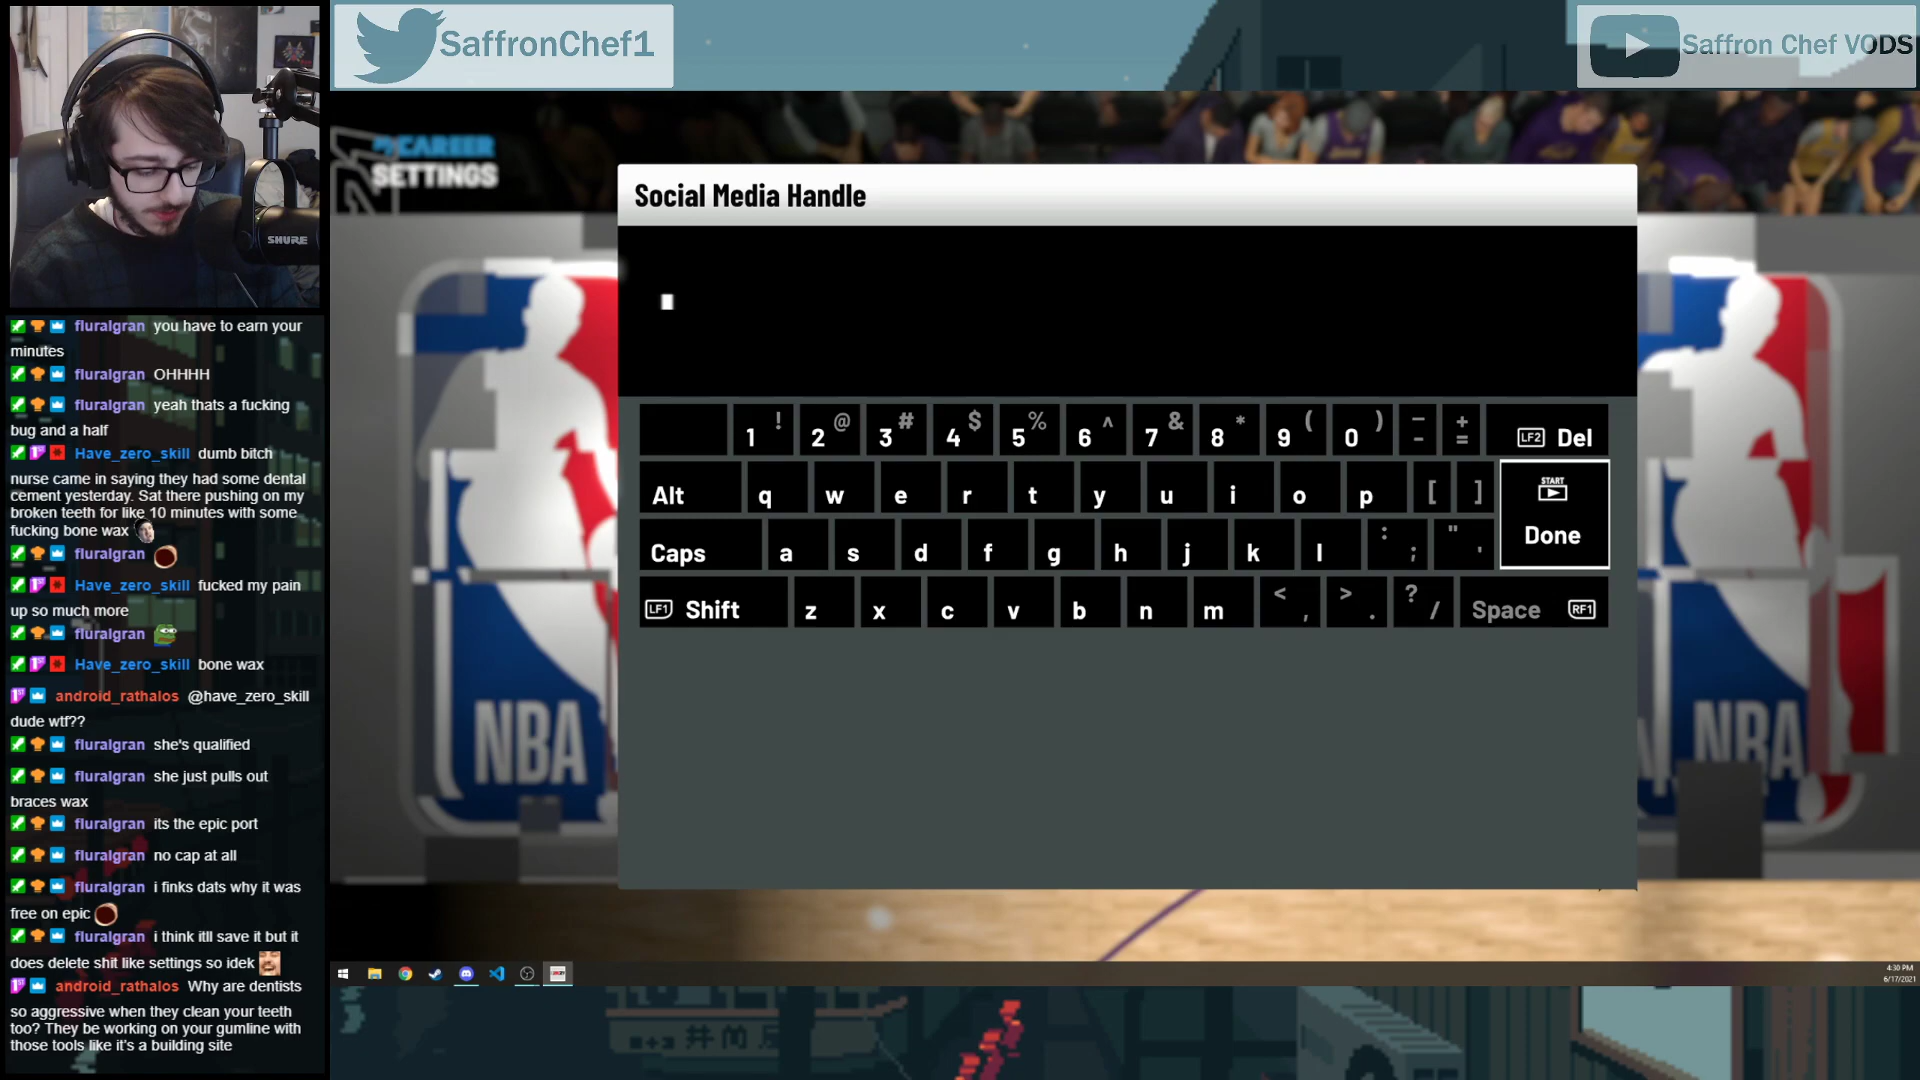 SaffronChef1
Saffron Chef VODS
SHURE
MyCAREER
SETTINGS
Social Media Handle
1 ! 2 @ 3 # 4 $ 5 % 6 ^ 7 & 8 * 9 ( 0 ) _ - + = LF2 Del
Alt q w e r t y u i o p [ ] START
Done
Caps a s d f g h j k l : ; " '
LF1 Shift z x c v b n m < , > . ? / Space RF1
NBA
NBA
fluralgran you have to earn your
minutes
fluralgran OHHHH
fluralgran yeah thats a fucking
bug and a half
Have_zero_skill dumb bitch
nurse came in saying they had some dental
cement yesterday. Sat there pushing on my
broken teeth for like 10 minutes with some
fucking bone wax
fluralgran
Have_zero_skill fucked my pain
up so much more
fluralgran
Have_zero_skill bone wax
android_rathalos @have_zero_skill
dude wtf??
fluralgran she's qualified
fluralgran she just pulls out
braces wax
fluralgran its the epic port
fluralgran no cap at all
fluralgran i finks dats why it was
free on epic
fluralgran i think itll save it but it
does delete shit like settings so idek
android_rathalos Why are dentists
so aggressive when they clean your teeth
too? They be working on your gumline with
those tools like it's a building site
4:30 PM
6/17/2021